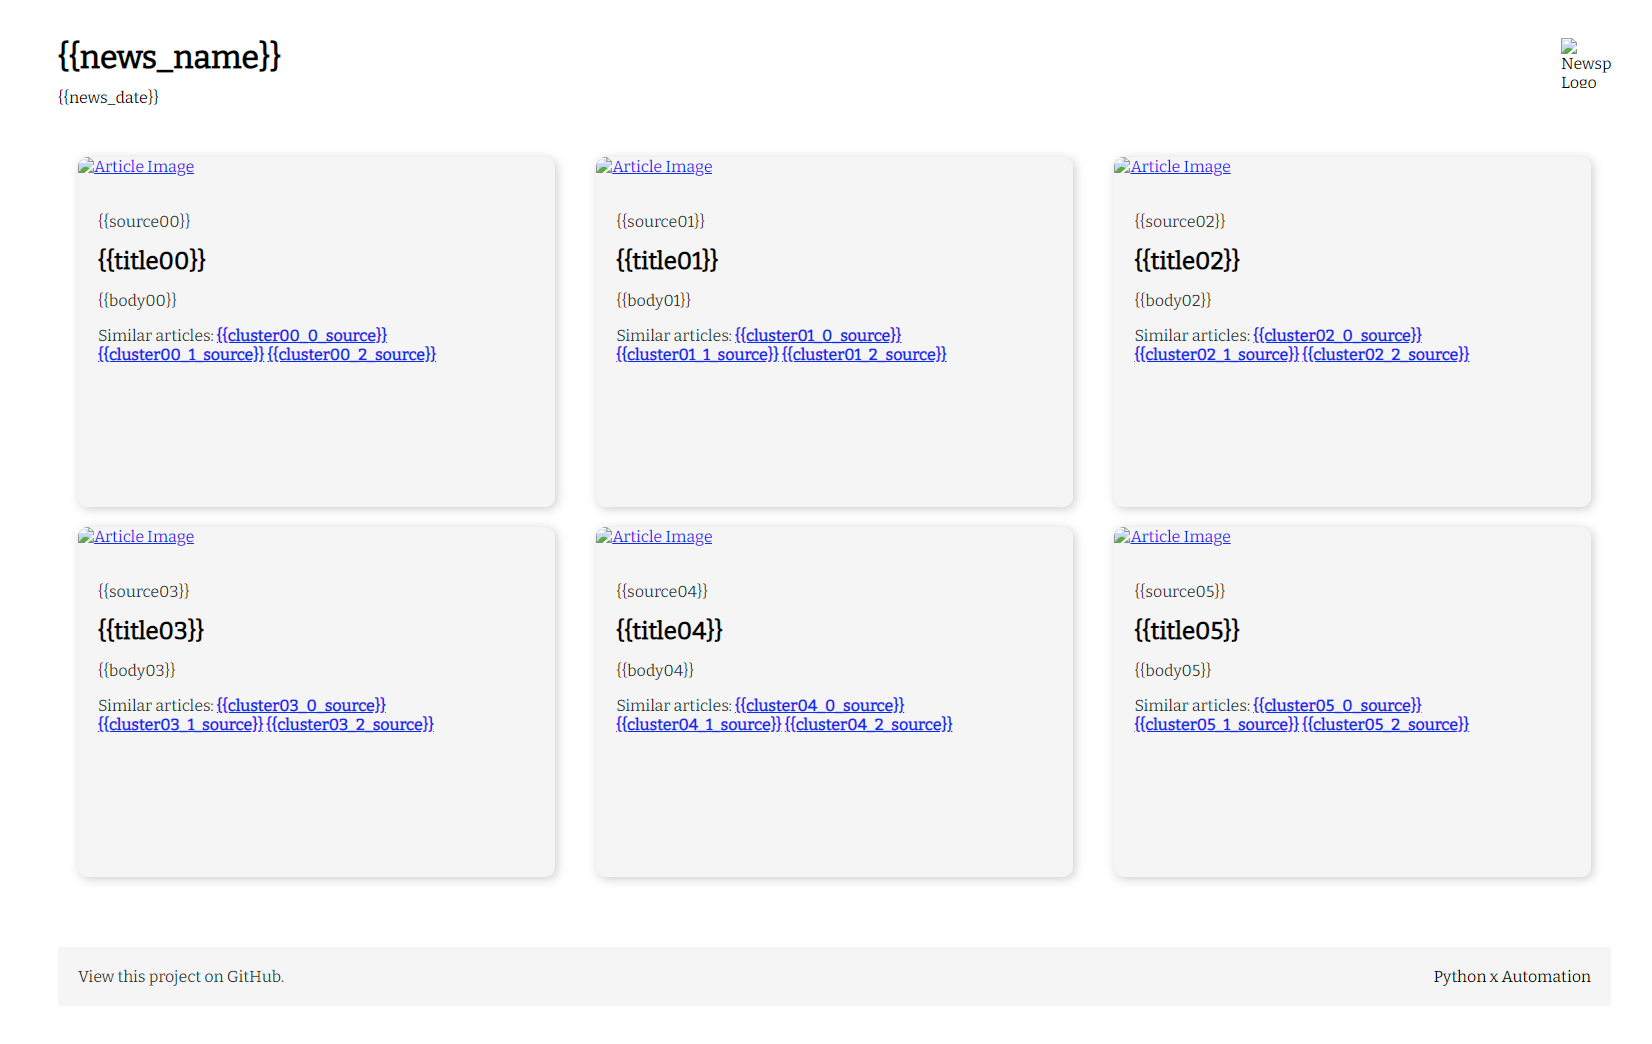 {{news_name}}
Newsp
Logo
{{news_date}}
Article Image
Article Image
Article Image
{{source00}}
{{source01}}
{{source02}}
{{title00}}
{{title01}}
{{title02}}
{{body00}}
{{body01}}
{{body02}}
Similar articles: {{cluster00_0_source}}
{{cluster00_1_source}} {{cluster00_2_source}}
Similar articles: {{cluster01_0_source}}
{{cluster01_1_source}} {{cluster01_2_source}}
Similar articles: {{cluster02_0_source}}
{{cluster02_1_source}} {{cluster02_2_source}}
Article Image
Article Image
Article Image
{{source03}}
{{source04}}
{{source05}}
{{title03}}
{{title04}}
{{title05}}
{{body03}}
{{body04}}
{{body05}}
Similar articles: {{cluster03_0_source}}
{{cluster03_1_source}} {{cluster03_2_source}}
Similar articles: {{cluster04_0_source}}
{{cluster04_1_source}} {{cluster04_2_source}}
Similar articles: {{cluster05_0_source}}
{{cluster05_1_source}} {{cluster05_2_source}}
View this project on GitHub.
Python x Automation